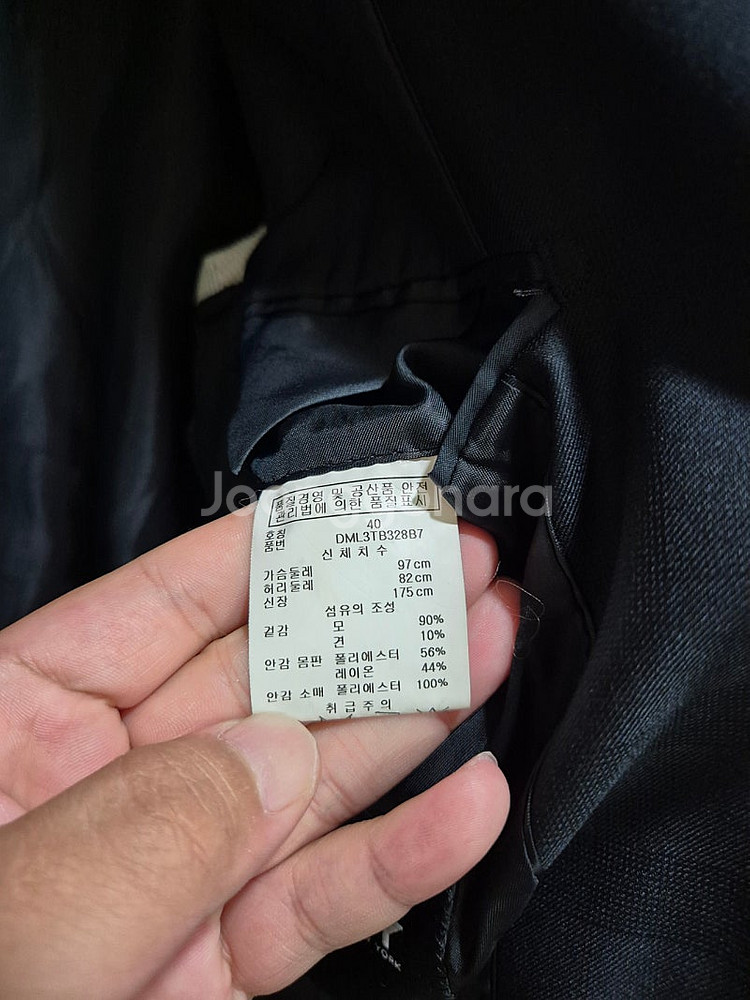 품질경영 및 공산품 안전
관리법에 의한 품질표시
Joonggonara
호칭 40
품번 DML3TB328B7
신체치수
가슴둘레 97cm
허리둘레 82cm
신장 175cm
섬유의 조성
겉감 모 90%
견 10%
안감 몸판 폴리에스터 56%
레이온 44%
안감 소매 폴리에스터 100%
취급주의
YORK